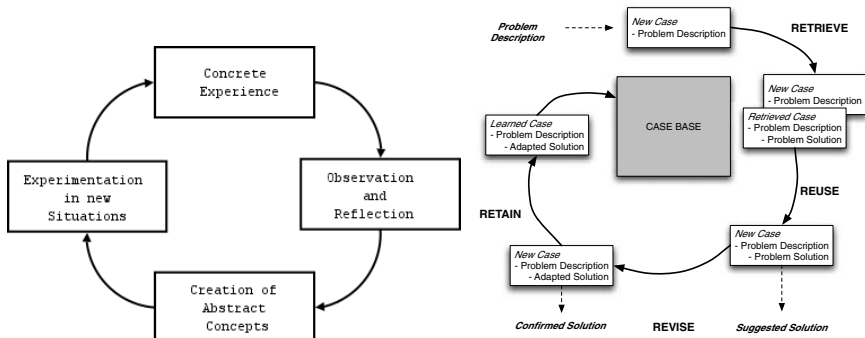 Concrete
Experience
Observation
and
Reflection
Creation of
Abstract
Concepts
Experimentation
in new
Situations
Problem
Description
New Case
- Problem Description
RETRIEVE
New Case
- Problem Description
Retrieved Case
- Problem Description
- Problem Solution
REUSE
New Case
- Problem Description
- Problem Solution
Suggested Solution
REVISE
New Case
- Problem Description
- Adapted Solution
Confirmed Solution
RETAIN
Learned Case
- Problem Description
- Adapted Solution
CASE BASE